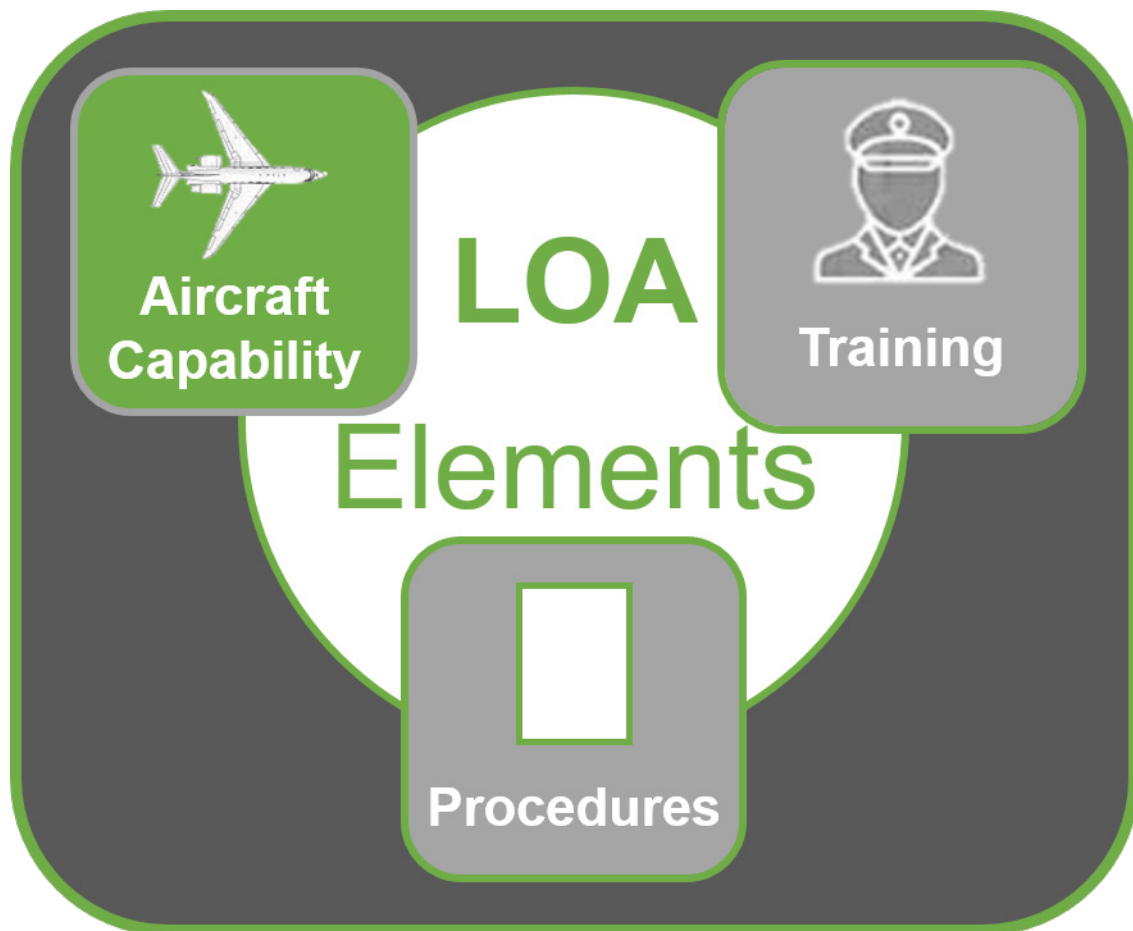 Aircraft
Capability
LOA
Elements
Training
Procedures